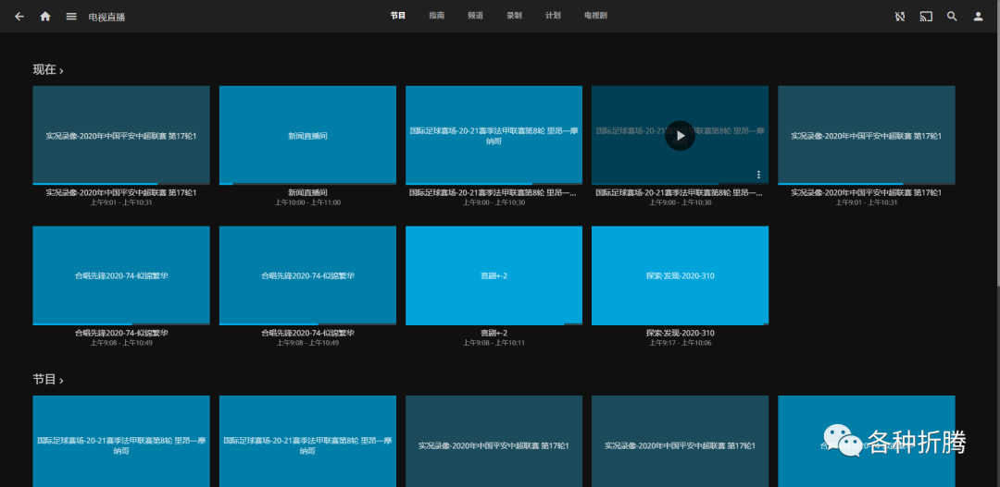 电视直播
节目 指南 频道 录制 计划 电视剧
现在 ›
实况录像-2020年中国平安中超联赛 第17轮1
新闻直播间
国际足球赛场-20-21赛季法甲联赛第8轮 里昂—摩
纳哥
国际足球赛场-20-21赛季法甲联赛第8轮 里昂—摩
纳哥
实况录像-2020年中国平安中超联赛 第17轮1
实况录像-2020年中国平安中超联赛 第17轮1
上午9:01 - 上午10:31
新闻直播间
上午10:00 - 上午11:00
国际足球赛场-20-21赛季法甲联赛第8轮 里昂—...
上午9:00 - 上午10:30
国际足球赛场-20-21赛季法甲联赛第8轮 里昂—...
上午9:00 - 上午10:30
实况录像-2020年中国平安中超联赛 第17轮1
上午9:01 - 上午10:31
合唱先锋2020-74-似锦繁华
合唱先锋2020-74-似锦繁华
喜剧+-2
探索·发现-2020-310
合唱先锋2020-74-似锦繁华
上午9:08 - 上午10:49
合唱先锋2020-74-似锦繁华
上午9:08 - 上午10:49
喜剧+-2
上午9:08 - 上午10:11
探索·发现-2020-310
上午9:17 - 上午10:06
节目 ›
国际足球赛场-20-21赛季法甲联赛第8轮 里昂—摩
纳哥
国际足球赛场-20-21赛季法甲联赛第8轮 里昂—摩
纳哥
实况录像-2020年中国平安中超联赛 第17轮1
实况录像-2020年中国平安中超联赛 第17轮1
各种折腾